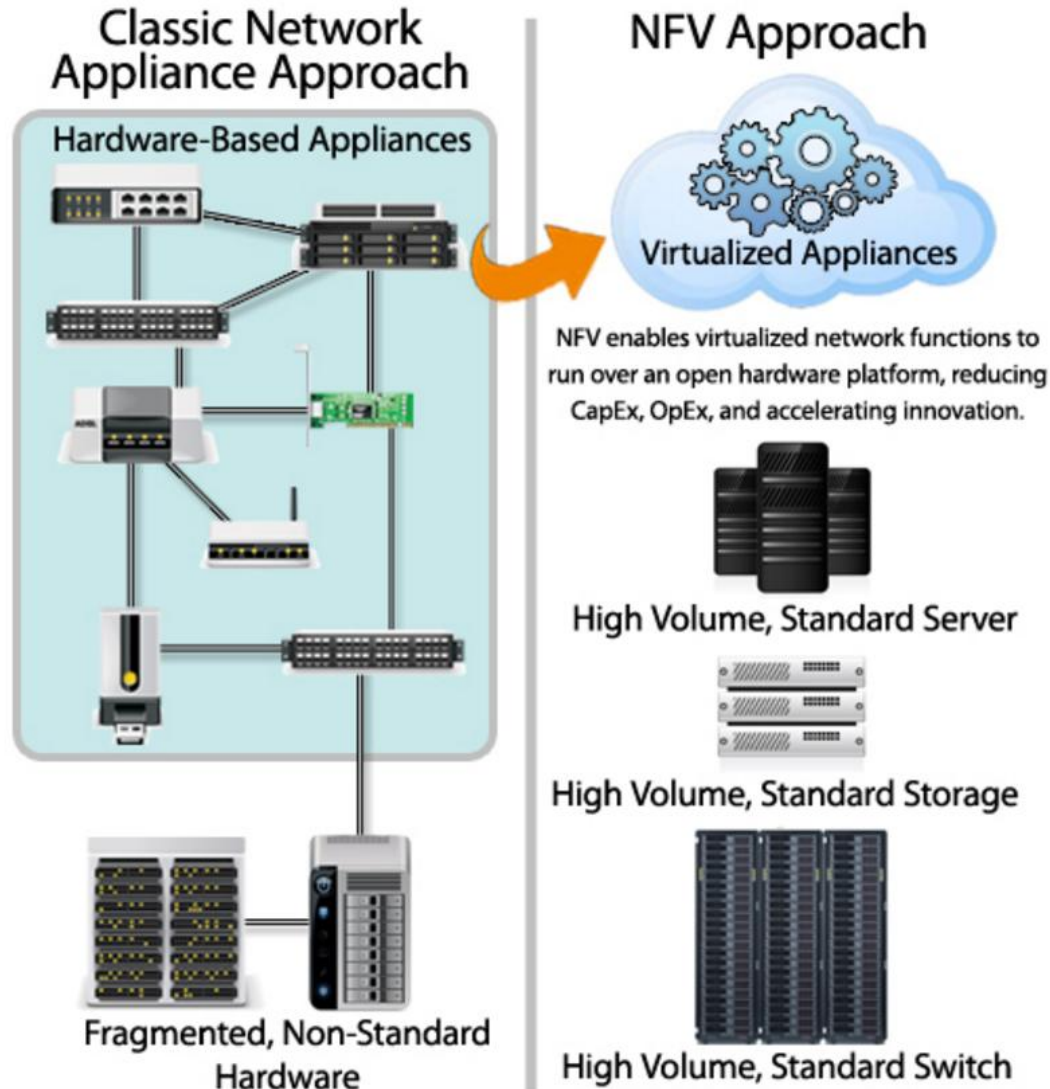 Classic Network
Appliance Approach
Hardware-Based Appliances
ADSL
Fragmented, Non-Standard
Hardware
NFV Approach
Virtualized Appliances
NFV enables virtualized network functions to
run over an open hardware platform, reducing
CapEx, OpEx, and accelerating innovation.
High Volume, Standard Server
High Volume, Standard Storage
High Volume, Standard Switch